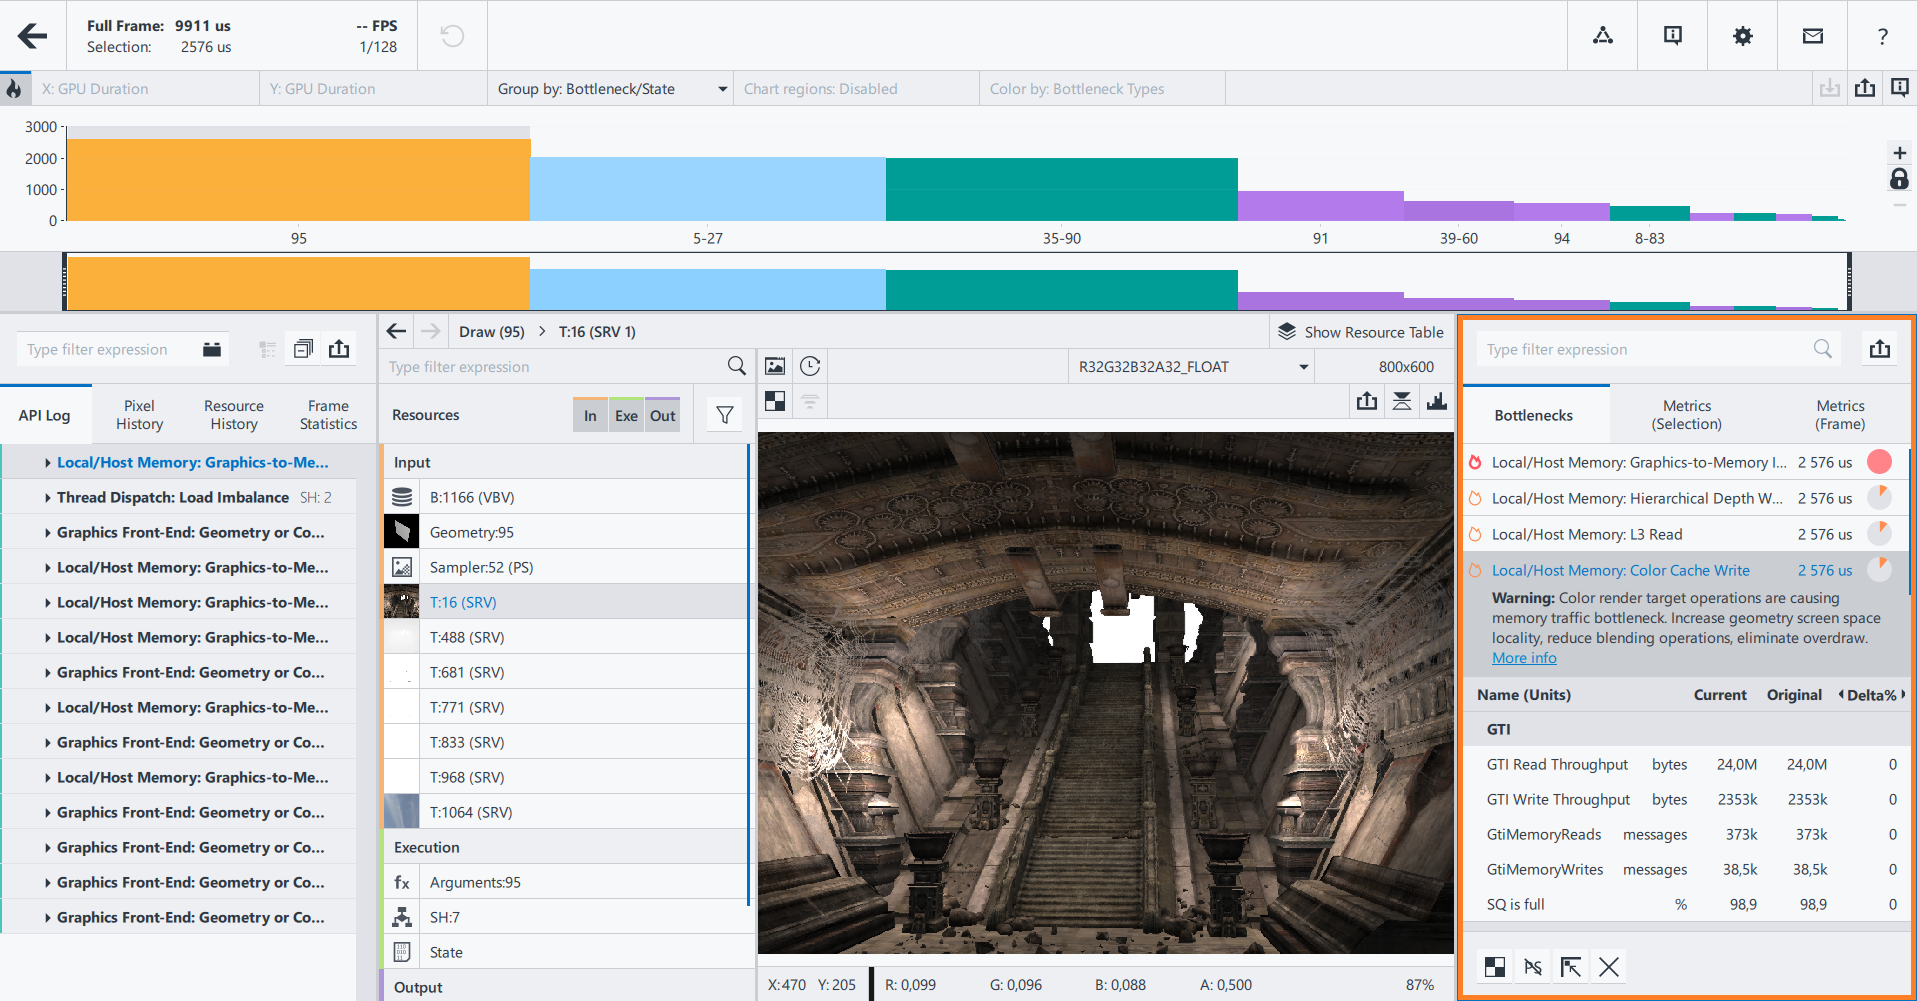 Full Frame: 9911 us -- FPS
Selection: 2576 us 1/128
?
X: GPU Duration
Y: GPU Duration
Group by: Bottleneck/State
Chart regions: Disabled
Color by: Bottleneck Types
3000
2000
1000
0
95 5-27 35-90 91 39-60 94 8-83
Type filter expression
API Log
Pixel History
Resource History
Frame Statistics
Local/Host Memory: Graphics-to-Me...
Thread Dispatch: Load Imbalance SH: 2
Graphics Front-End: Geometry or Co...
Local/Host Memory: Graphics-to-Me...
Local/Host Memory: Graphics-to-Me...
Local/Host Memory: Graphics-to-Me...
Graphics Front-End: Geometry or Co...
Local/Host Memory: Graphics-to-Me...
Graphics Front-End: Geometry or Co...
Local/Host Memory: Graphics-to-Me...
Graphics Front-End: Geometry or Co...
Graphics Front-End: Geometry or Co...
Graphics Front-End: Geometry or Co...
Graphics Front-End: Geometry or Co...
Draw (95) > T:16 (SRV 1)
Show Resource Table
Type filter expression
Resources
In Exe Out
Input
B:1166 (VBV)
Geometry:95
Sampler:52 (PS)
T:16 (SRV)
T:488 (SRV)
T:681 (SRV)
T:771 (SRV)
T:833 (SRV)
T:968 (SRV)
T:1064 (SRV)
Execution
fx Arguments:95
SH:7
State
Output
R32G32B32A32_FLOAT
800x600
X:470 Y: 205 R: 0,099 G: 0,096 B: 0,088 A: 0,500 87%
Type filter expression
Bottlenecks
Metrics (Selection)
Metrics (Frame)
Local/Host Memory: Graphics-to-Memory I... 2 576 us
Local/Host Memory: Hierarchical Depth W... 2 576 us
Local/Host Memory: L3 Read 2 576 us
Local/Host Memory: Color Cache Write 2 576 us
Warning: Color render target operations are causing
memory traffic bottleneck. Increase geometry screen space
locality, reduce blending operations, eliminate overdraw.
More info
Name (Units) Current Original Delta%
GTI
GTI Read Throughput bytes 24,0M 24,0M 0
GTI Write Throughput bytes 2353k 2353k 0
GtiMemoryReads messages 373k 373k 0
GtiMemoryWrites messages 38,5k 38,5k 0
SQ is full % 98,9 98,9 0
PS